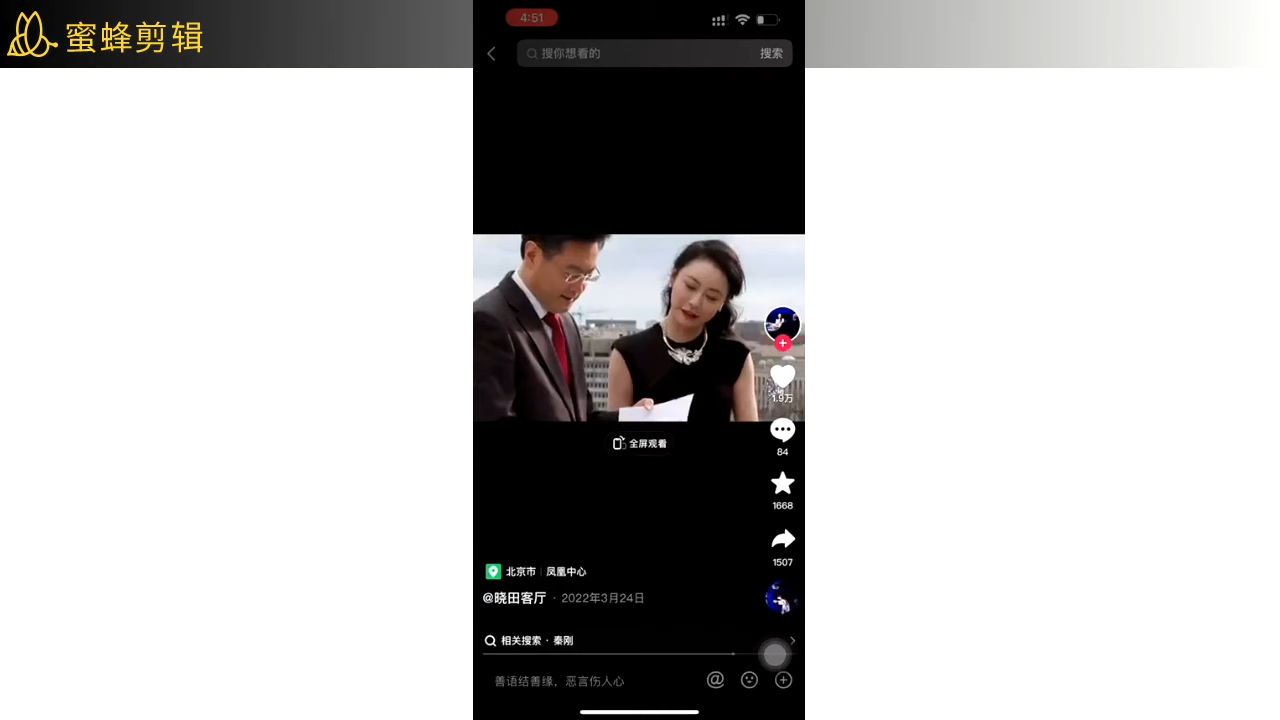 蜜蜂剪辑
4:51
搜你想看的
搜索
1.9万
全屏观看
84
1668
1507
北京市 | 凤凰中心
@晓田客厅 · 2022年3月24日
相关搜索 · 秦刚
善语结善缘，恶言伤人心